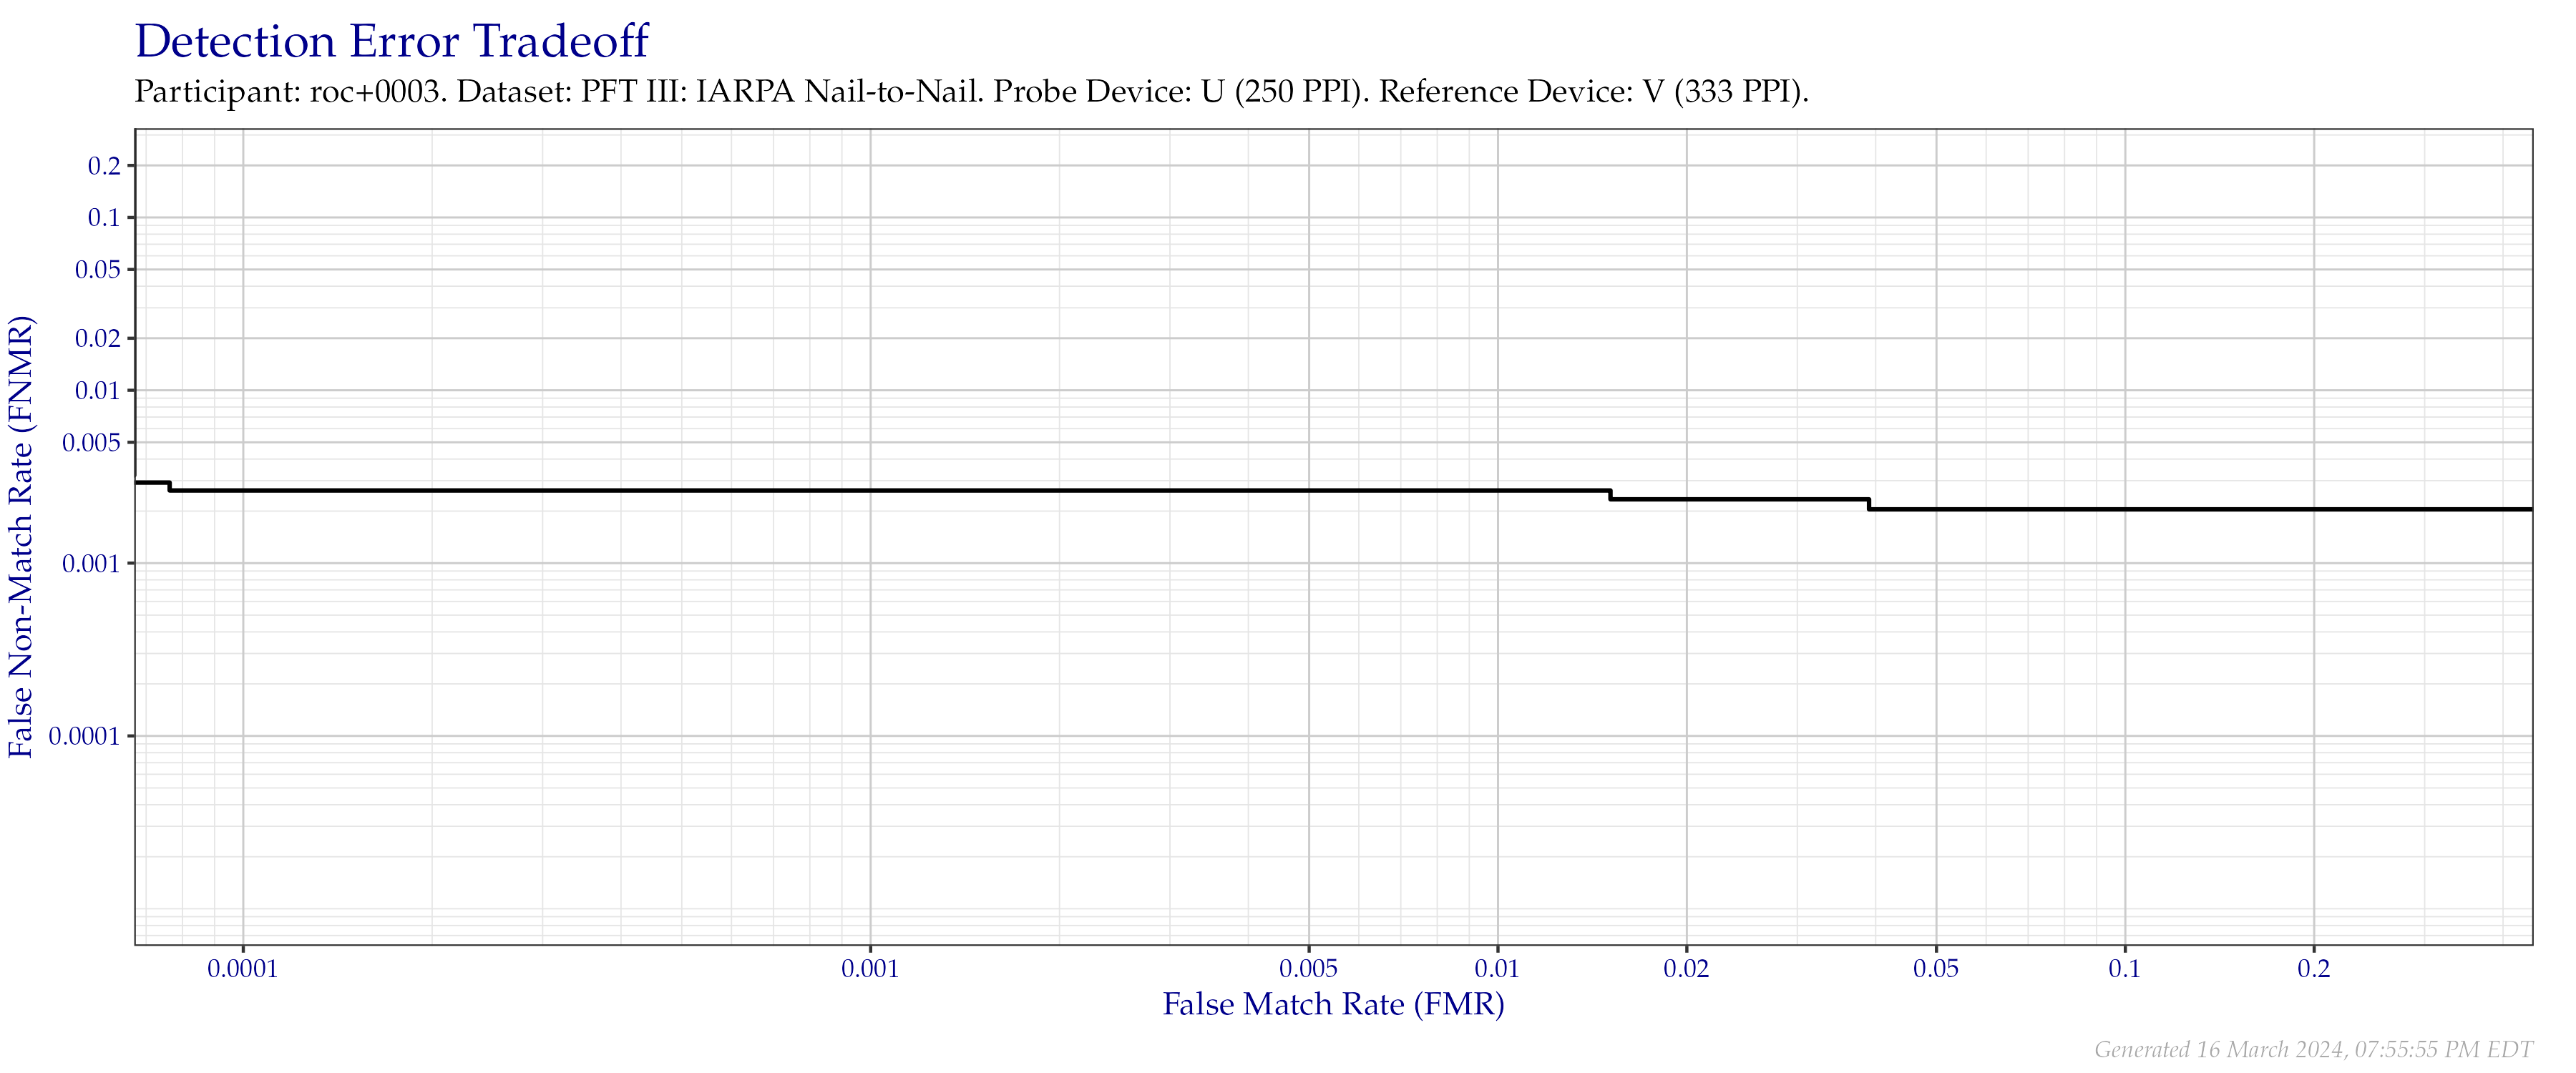 Detection Error Tradeoff
Participant: roc+0003. Dataset: PFT III: IARPA Nail-to-Nail. Probe Device: U (250 PPI). Reference Device: V (333 PPI).
False Non-Match Rate (FNMR)
0.2
0.1
0.05
0.02
0.01
0.005
0.001
0.0001
0.0001 0.001 0.005 0.01 0.02 0.05 0.1 0.2
False Match Rate (FMR)
Generated 16 March 2024, 07:55:55 PM EDT